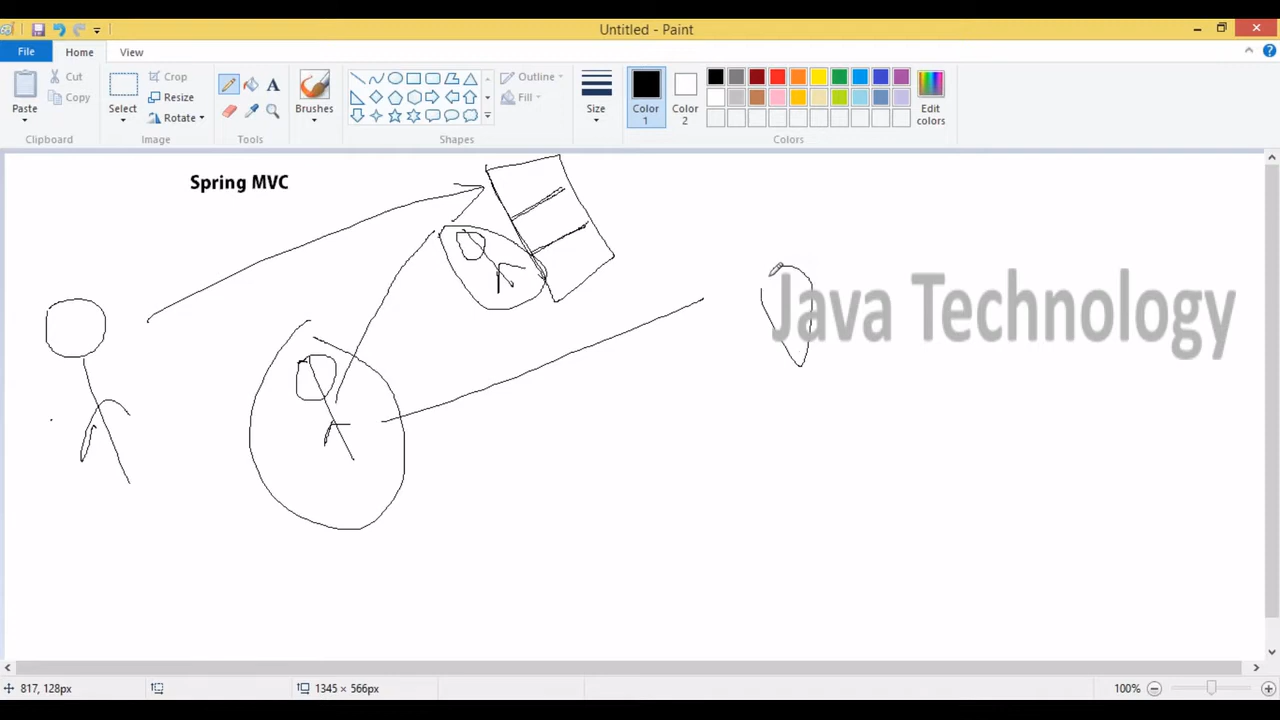 Untitled - Paint
File
Home
View
Paste
Cut
Copy
Clipboard
Select
Crop
Resize
Rotate
Image
A
Tools
Brushes
Outline
Fill
Shapes
Size
Color 1
Color 2
Edit colors
Colors
Spring MVC
Java Technology
817, 128px
1345 × 566px
100%